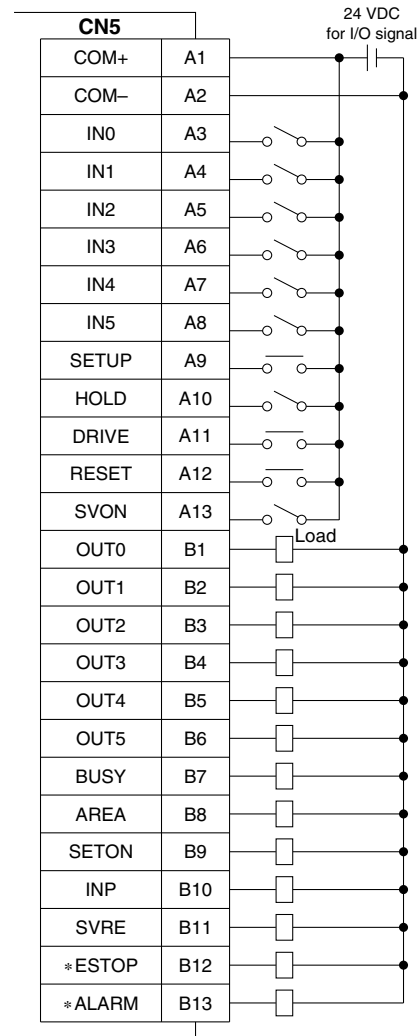 24 VDC
for I/O signal
CN5
COM+ A1
COM– A2
IN0 A3
IN1 A4
IN2 A5
IN3 A6
IN4 A7
IN5 A8
SETUP A9
HOLD A10
DRIVE A11
RESET A12
SVON A13
Load
OUT0 B1
OUT1 B2
OUT2 B3
OUT3 B4
OUT4 B5
OUT5 B6
BUSY B7
AREA B8
SETON B9
INP B10
SVRE B11
∗ESTOP B12
∗ALARM B13